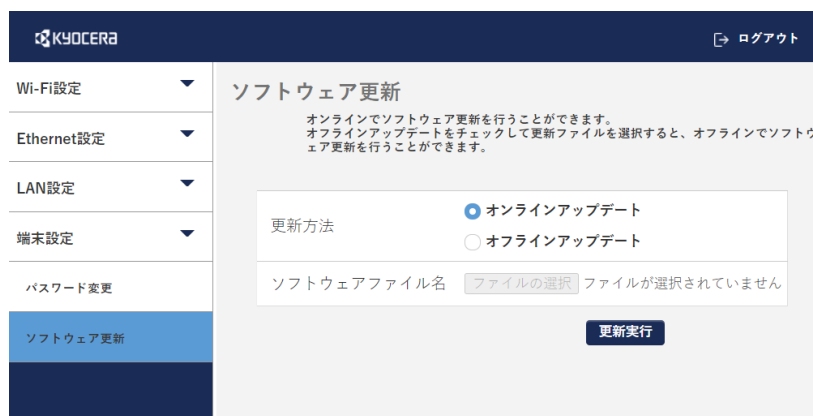 KYOCERA
ログアウト
Wi-Fi設定
Ethernet設定
LAN設定
端末設定
パスワード変更
ソフトウェア更新
ソフトウェア更新
オンラインでソフトウェア更新を行うことができます。
オフラインアップデートをチェックして更新ファイルを選択すると、オフラインでソフトウ
ェア更新を行うことができます。
更新方法
オンラインアップデート
オフラインアップデート
ソフトウェアファイル名 ファイルの選択 ファイルが選択されていません
更新実行